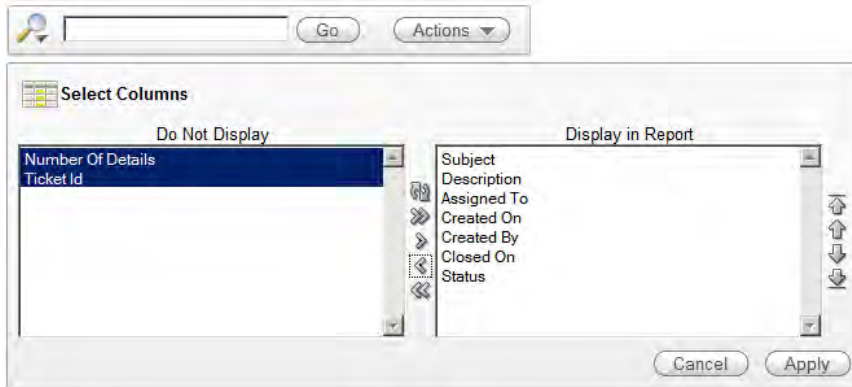 Go
Actions
Select Columns
Do Not Display
Number Of Details
Ticket Id
Display in Report
Subject
Description
Assigned To
Created On
Created By
Closed On
Status
Cancel
Apply